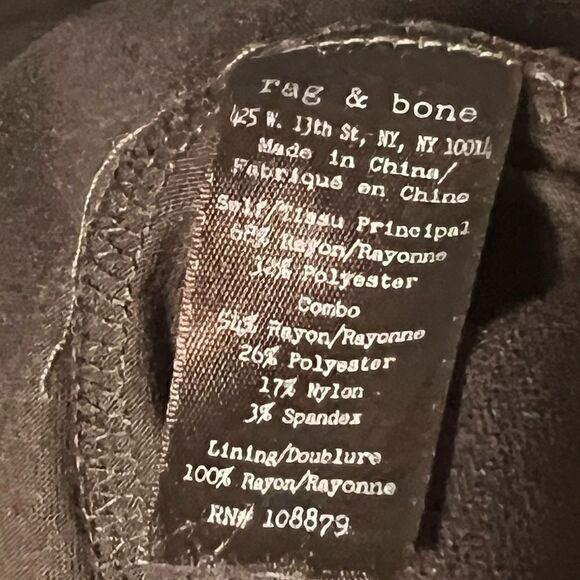 rag & bone
425 W. 13th St, NY, NY 10014
Made in China/
Fabriqué en Chine
Self/Tissu Principal
68% Rayon/Rayonne
32% Polyester
Combo
54% Rayon/Rayonne
26% Polyester
17% Nylon
3% Spandex
Lining/Doublure
100% Rayon/Rayonne
RN# 108879